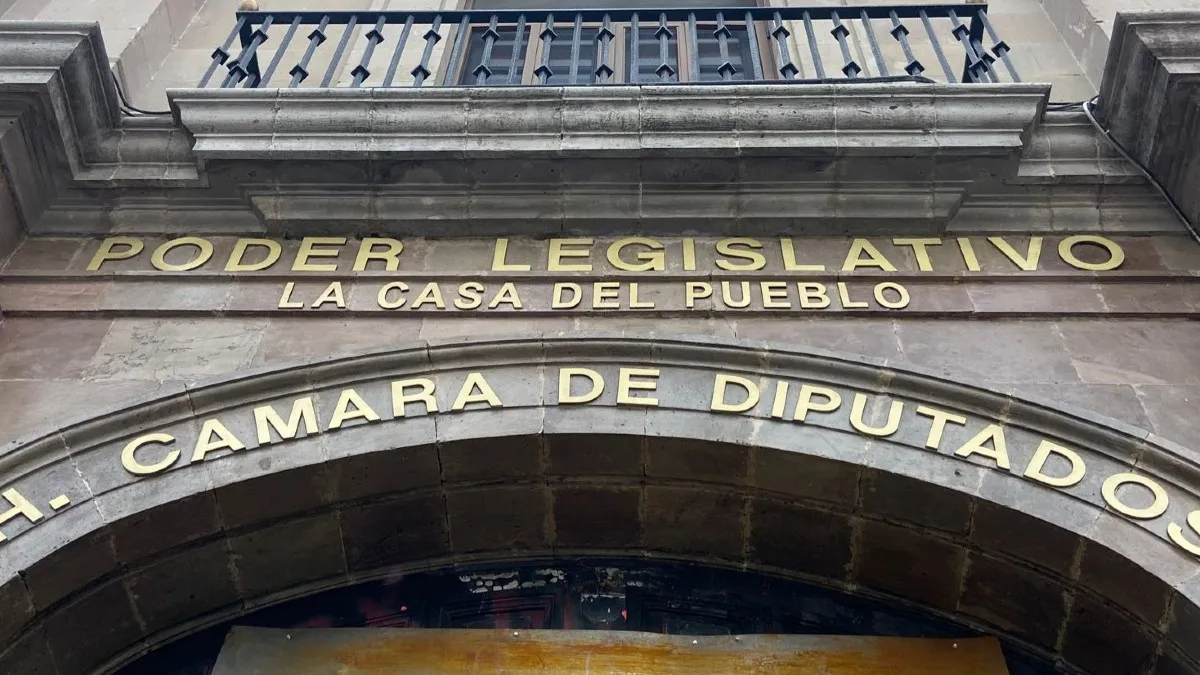 PODER LEGISLATIVO
LA CASA DEL PUEBLO
H. CAMARA DE DIPUTADOS